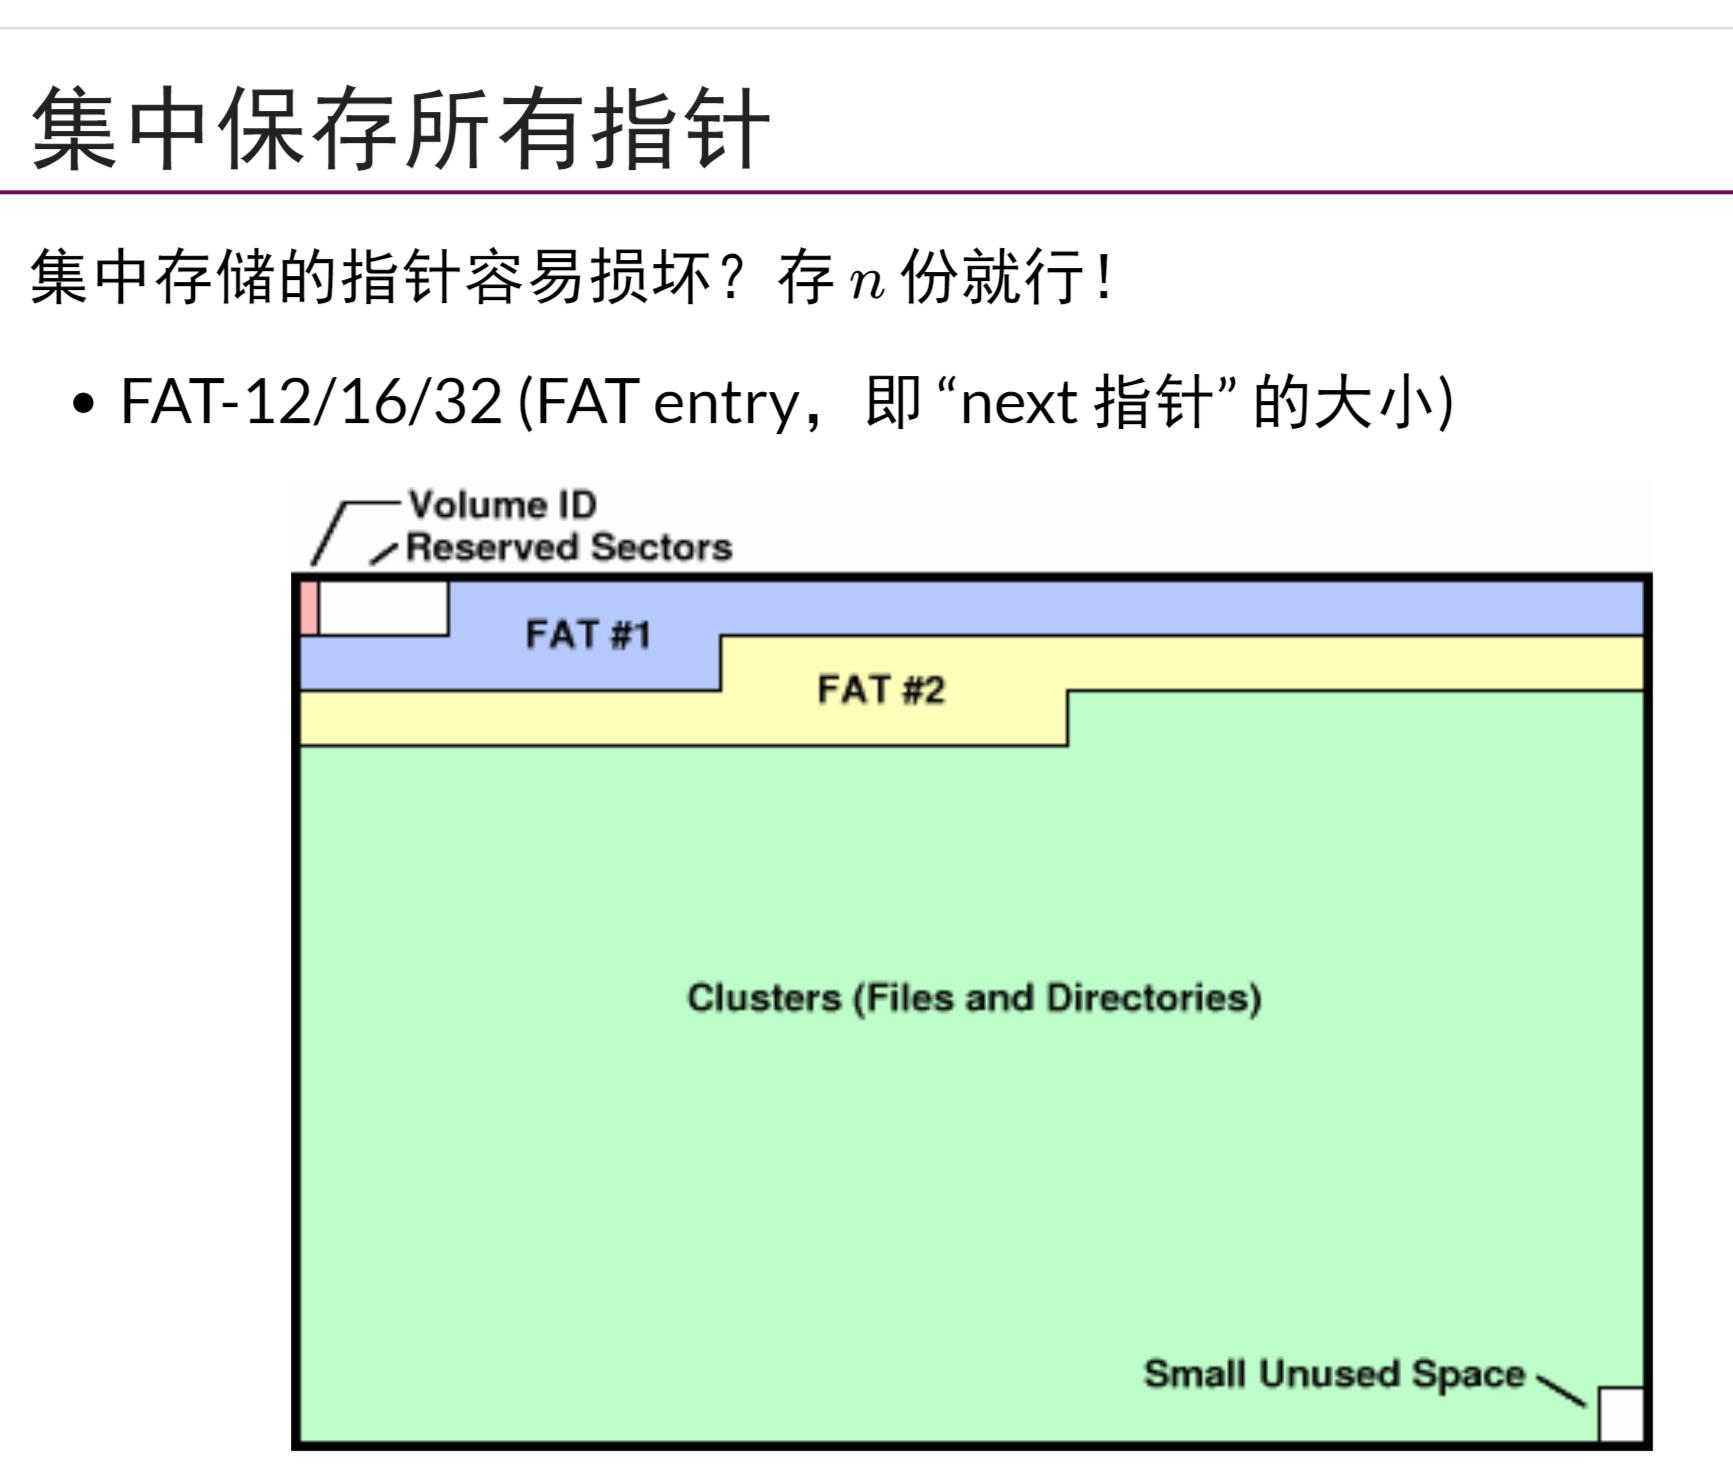 集中保存所有指针
集中存储的指针容易损坏？存 n 份就行！
• FAT-12/16/32 (FAT entry，即 “next 指针” 的大小)
Volume ID
Reserved Sectors
FAT #1
FAT #2
Clusters (Files and Directories)
Small Unused Space